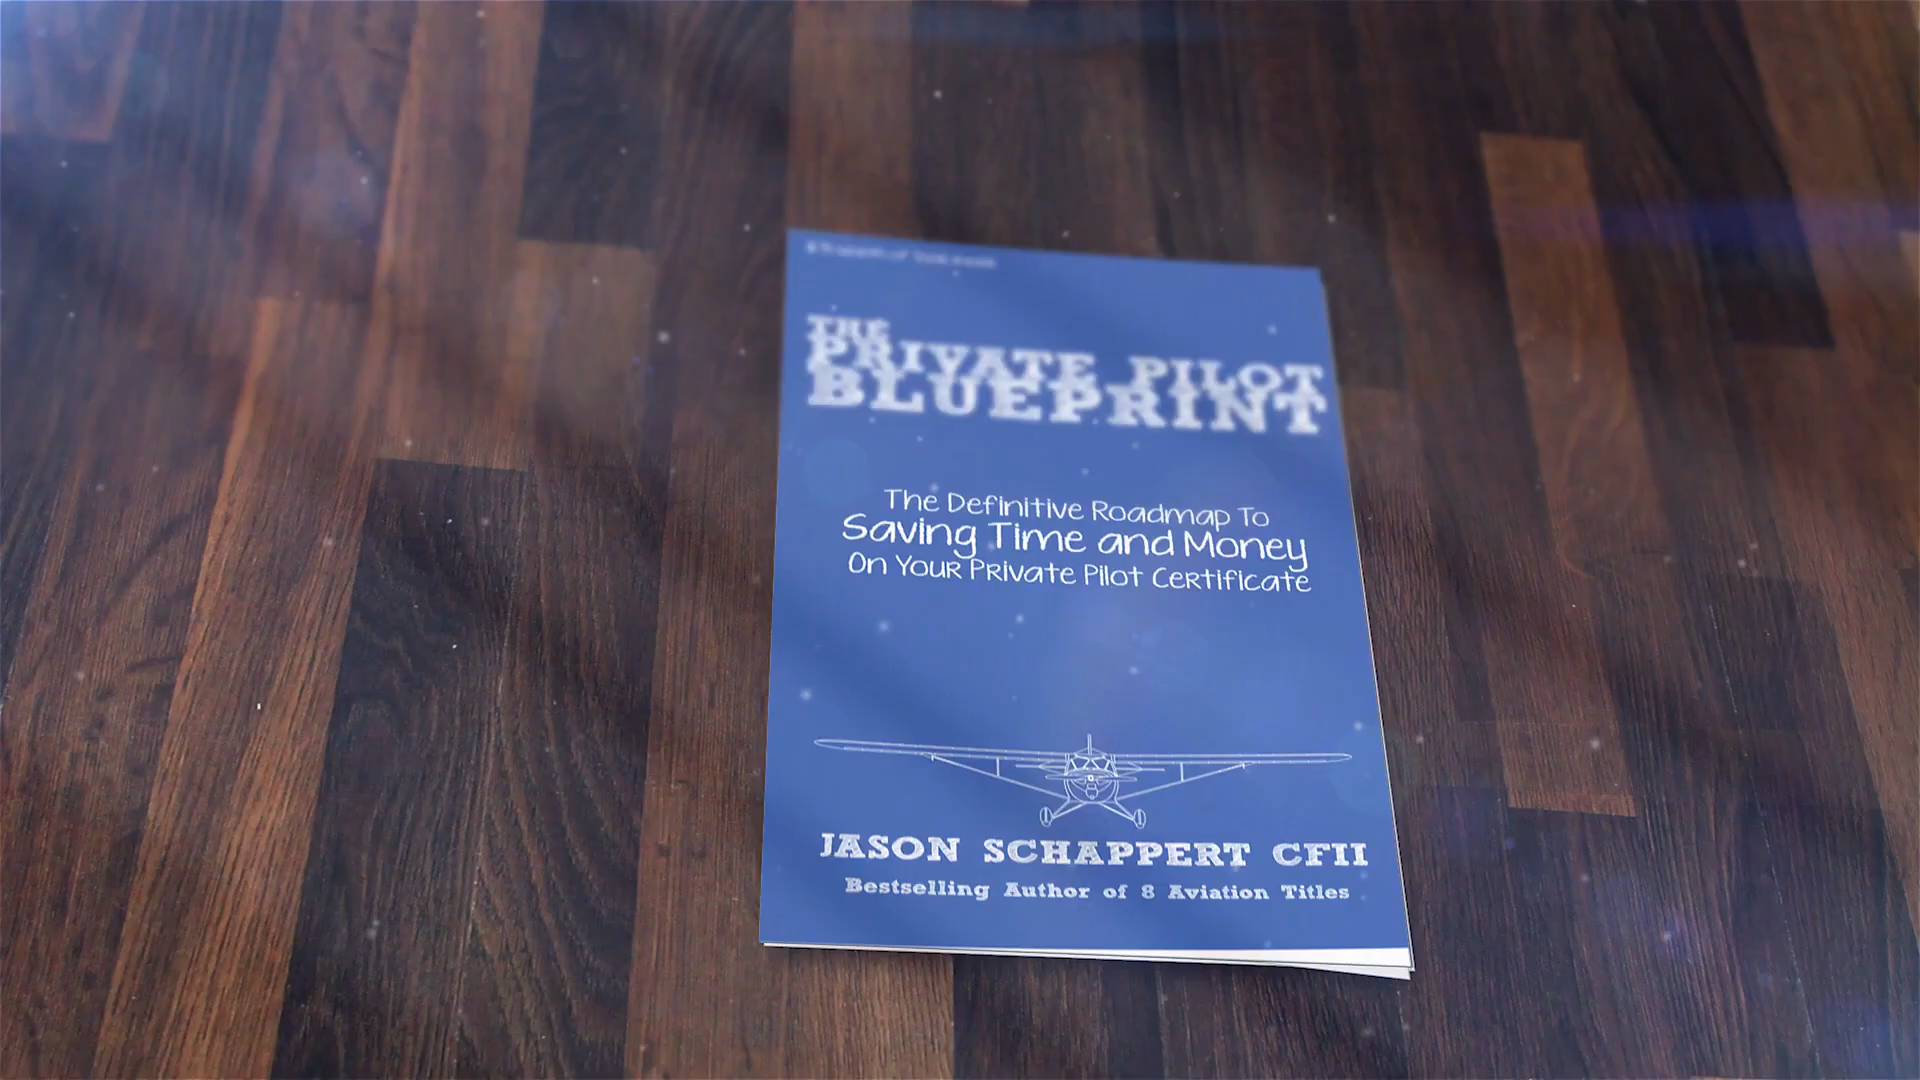 THE
PRIVATE PILOT
BLUEPRINT
The Definitive Roadmap To
Saving Time and Money
On Your Private Pilot Certificate
JASON SCHAPPERT CFII
Bestselling Author of 8 Aviation Titles